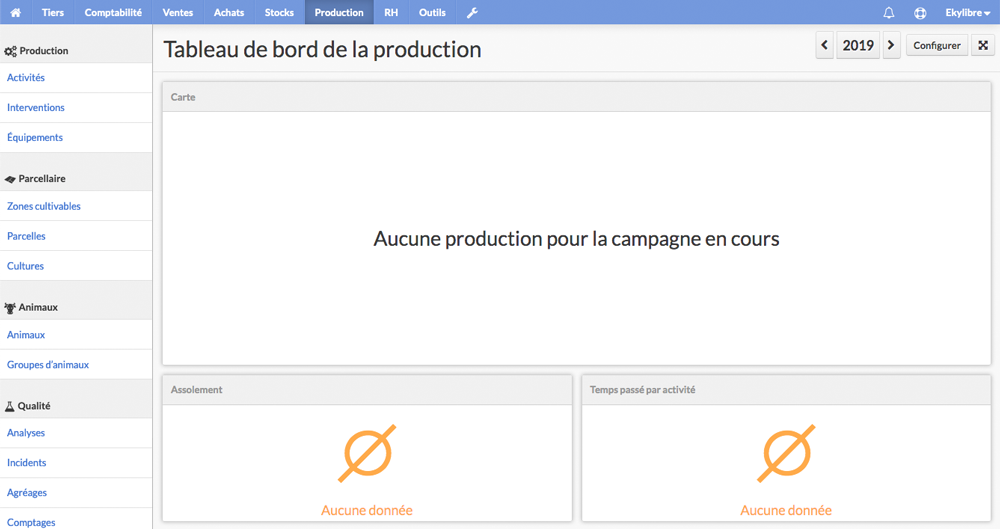 Tiers Comptabilité Ventes Achats Stocks Production RH Outils Ekylibre
Production
Activités
Interventions
Équipements
Parcellaire
Zones cultivables
Parcelles
Cultures
Animaux
Animaux
Groupes d'animaux
Qualité
Analyses
Incidents
Agréages
Comptages
Tableau de bord de la production
2019 Configurer
Carte
Aucune production pour la campagne en cours
Assolement
Aucune donnée
Temps passé par activité
Aucune donnée